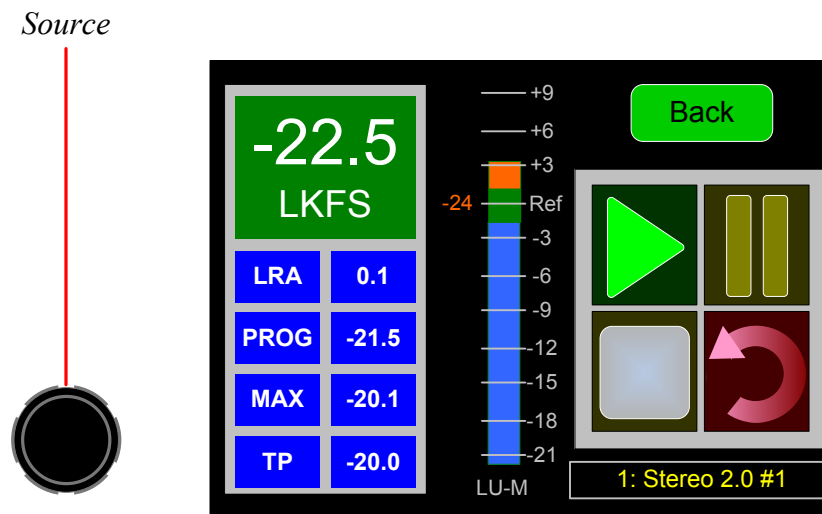 Source
-22.5
LKFS
LRA 0.1
PROG -21.5
MAX -20.1
TP -20.0
+9
+6
+3
-24 Ref
-3
-6
-9
-12
-15
-18
-21
LU-M
Back
1: Stereo 2.0 #1